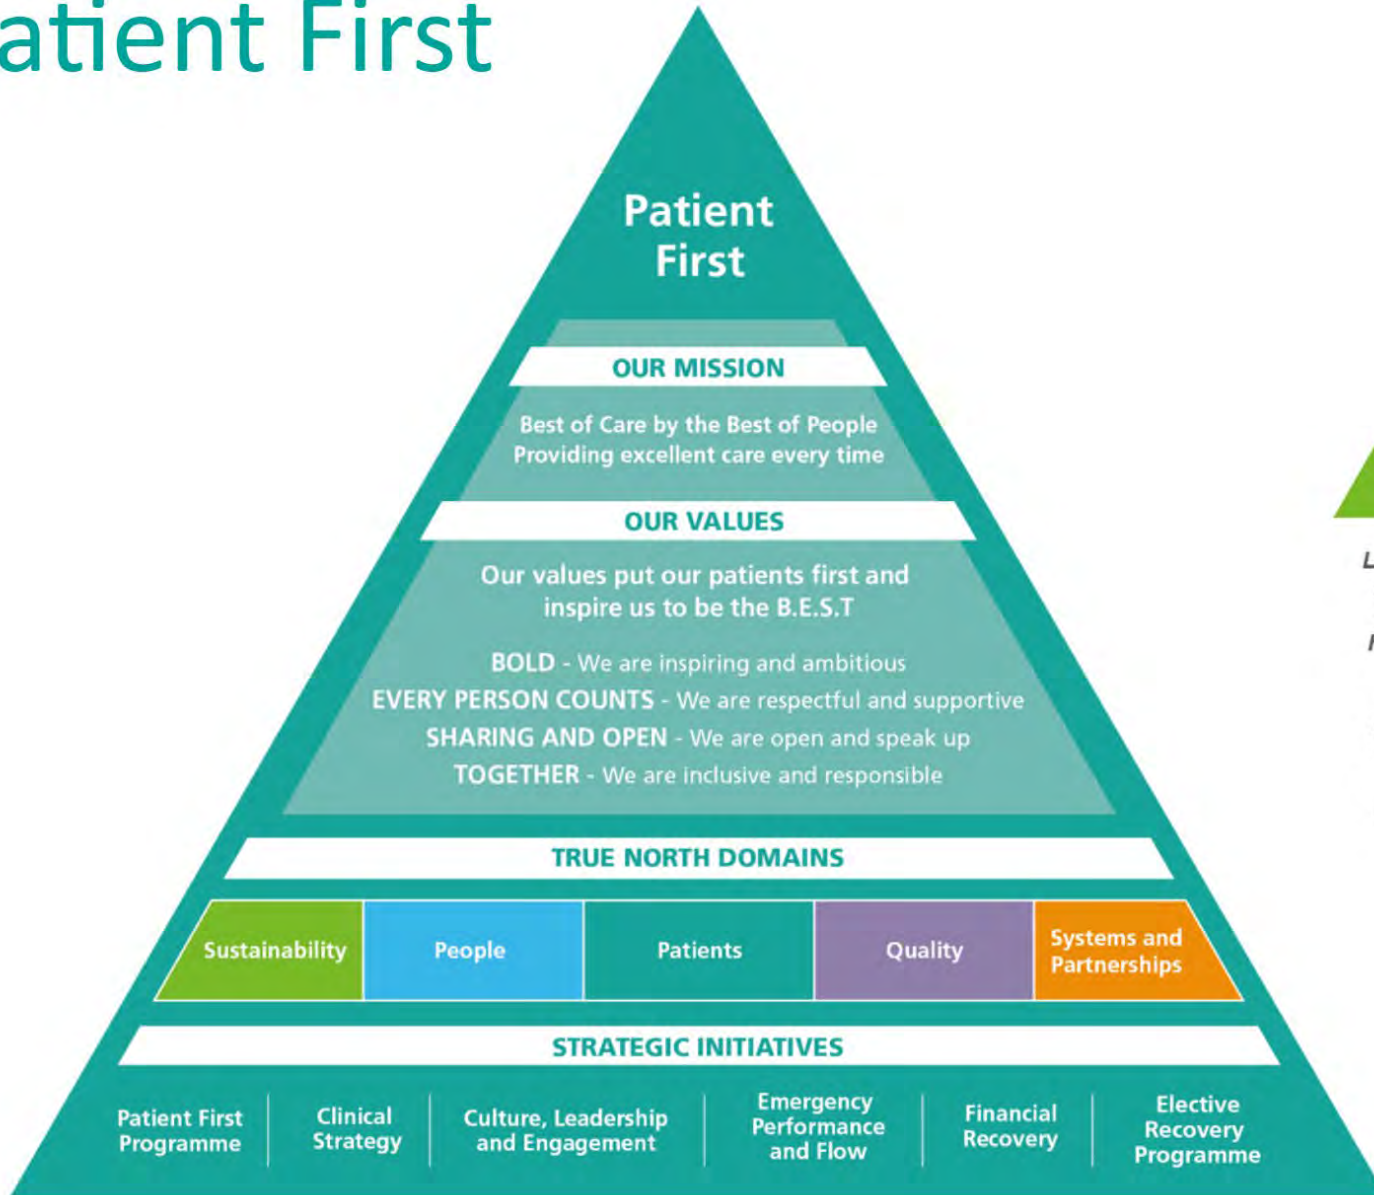 atient First
Patient
First
OUR MISSION
Best of Care by the Best of People
Providing excellent care every time
OUR VALUES
Our values put our patients first and
inspire us to be the B.E.S.T
BOLD - We are inspiring and ambitious
EVERY PERSON COUNTS - We are respectful and supportive
SHARING AND OPEN - We are open and speak up
TOGETHER - We are inclusive and responsible
TRUE NORTH DOMAINS
Sustainability
People
Patients
Quality
Systems and
Partnerships
STRATEGIC INITIATIVES
Patient First
Programme
Clinical
Strategy
Culture, Leadership
and Engagement
Emergency
Performance
and Flow
Financial
Recovery
Elective
Recovery
Programme